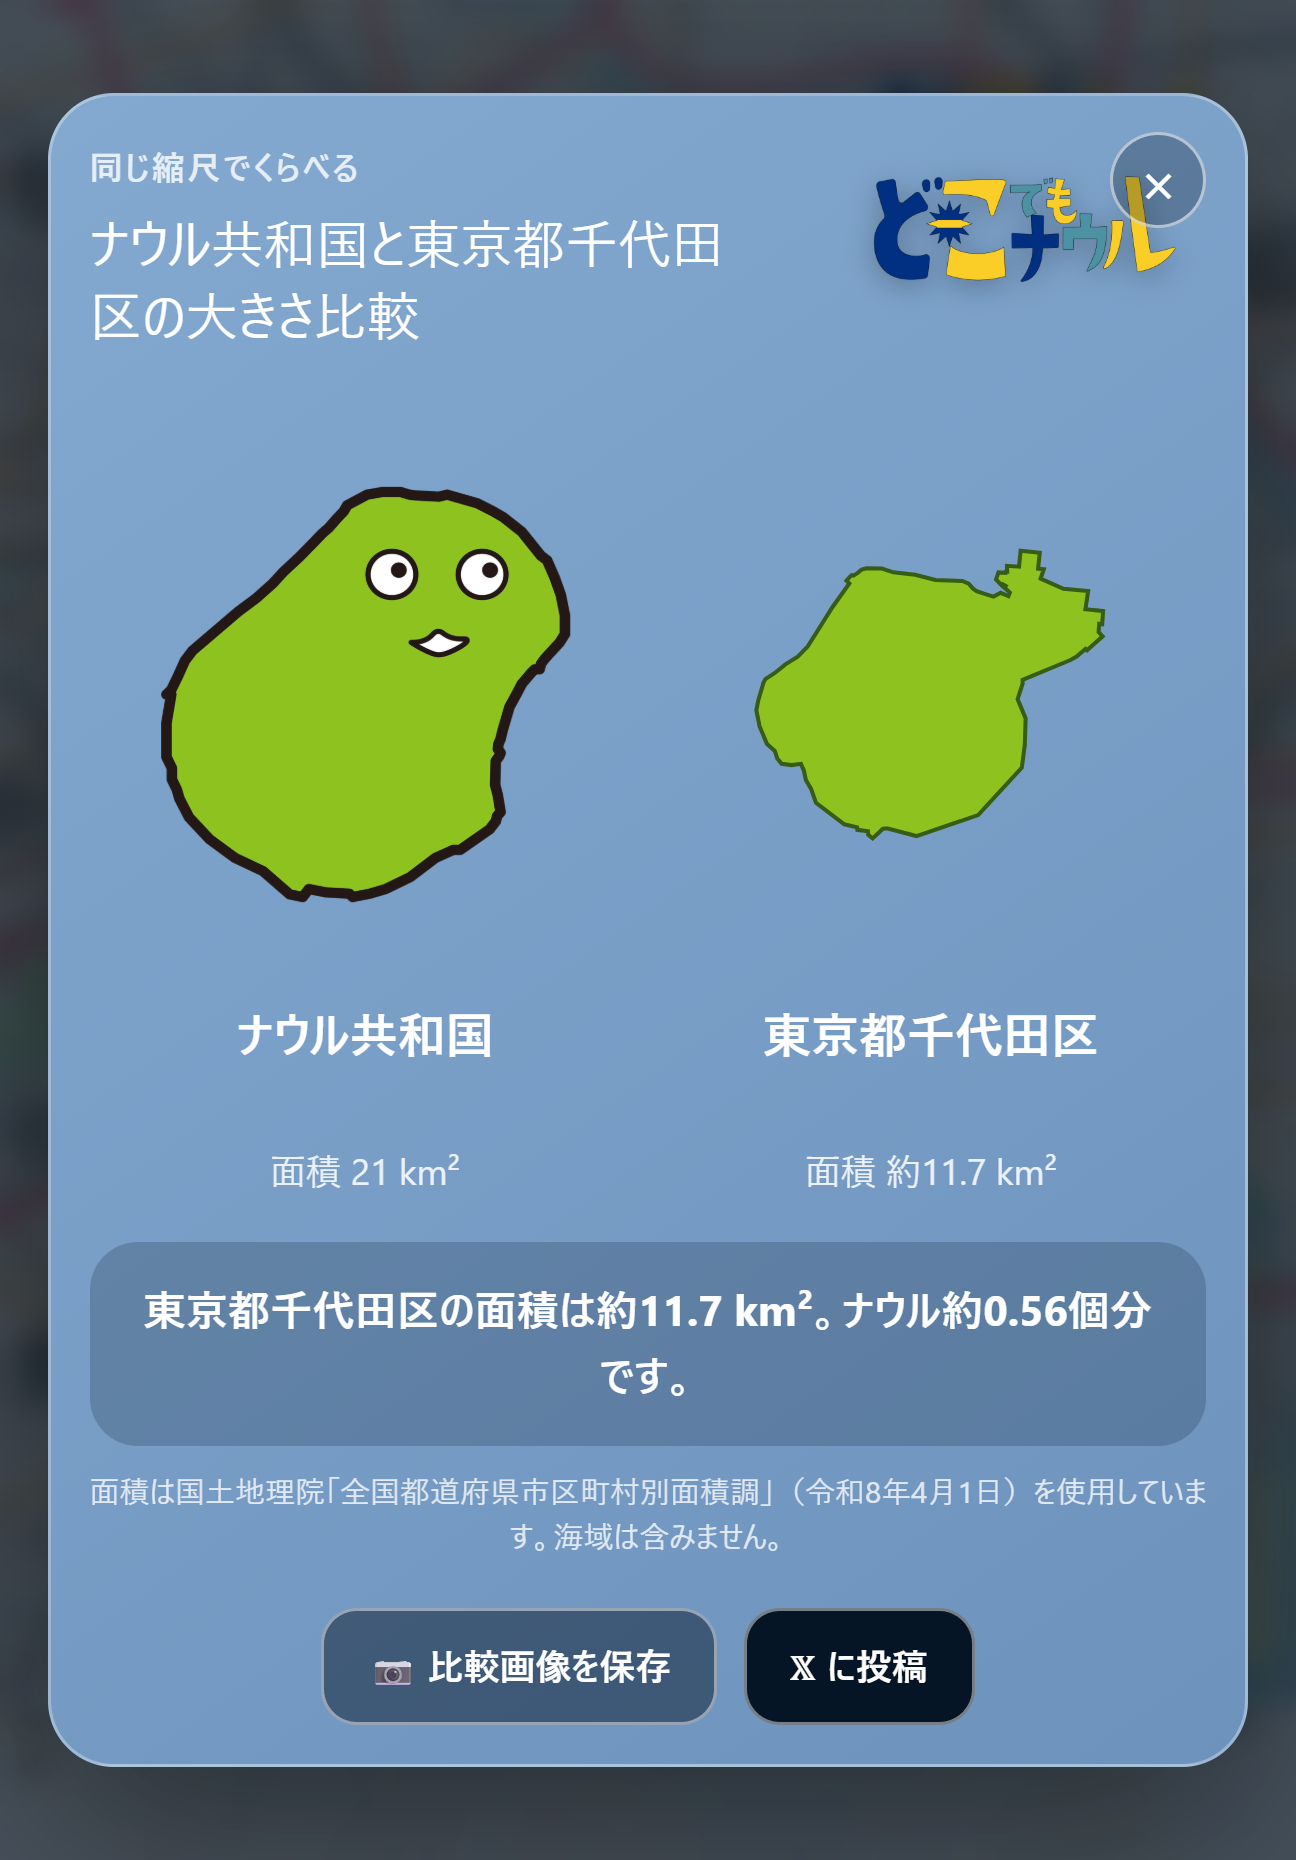 同じ縮尺でくらべる
どこでもナウル
×
ナウル共和国と東京都千代田
区の大きさ比較
ナウル共和国
東京都千代田区
面積 21 km²
面積 約11.7 km²
東京都千代田区の面積は約11.7 km²。ナウル約0.56個分
です。
面積は国土地理院「全国都道府県市区町村別面積調」（令和8年4月1日）を使用していま
す。海域は含みません。
📷 比較画像を保存
𝕏 に投稿